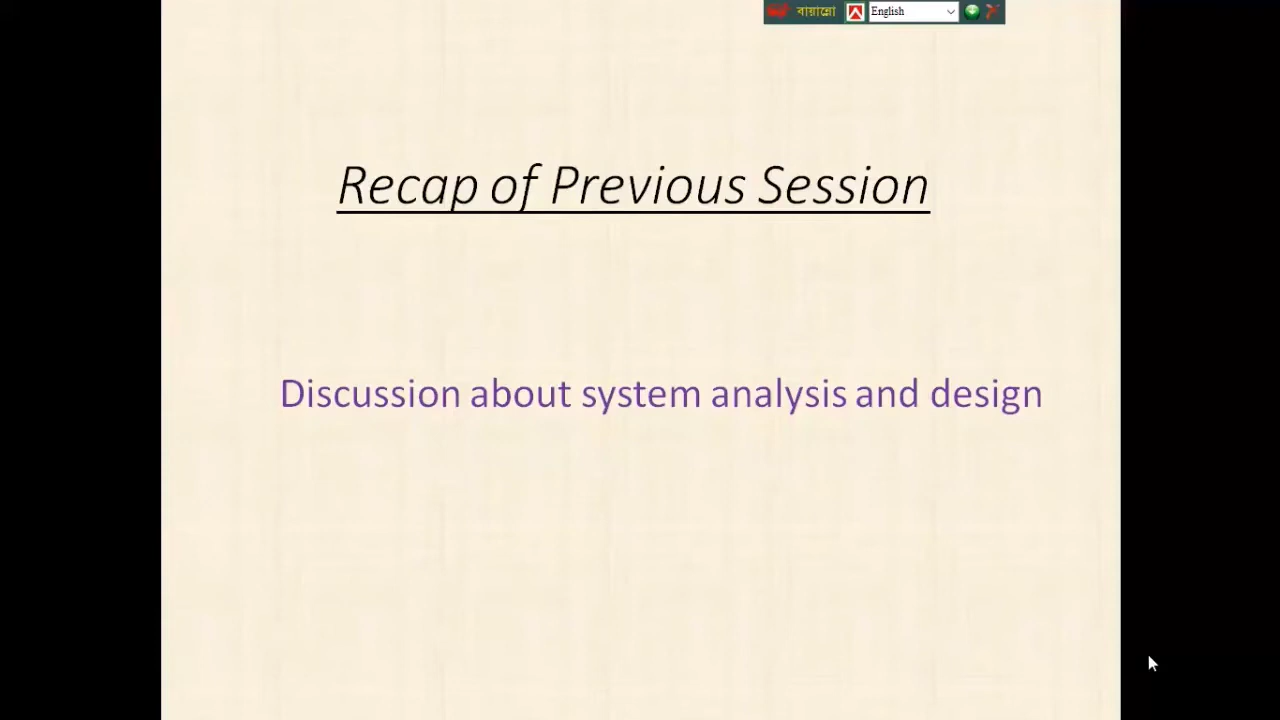 বায়ান্নো English
Recap of Previous Session
Discussion about system analysis and design